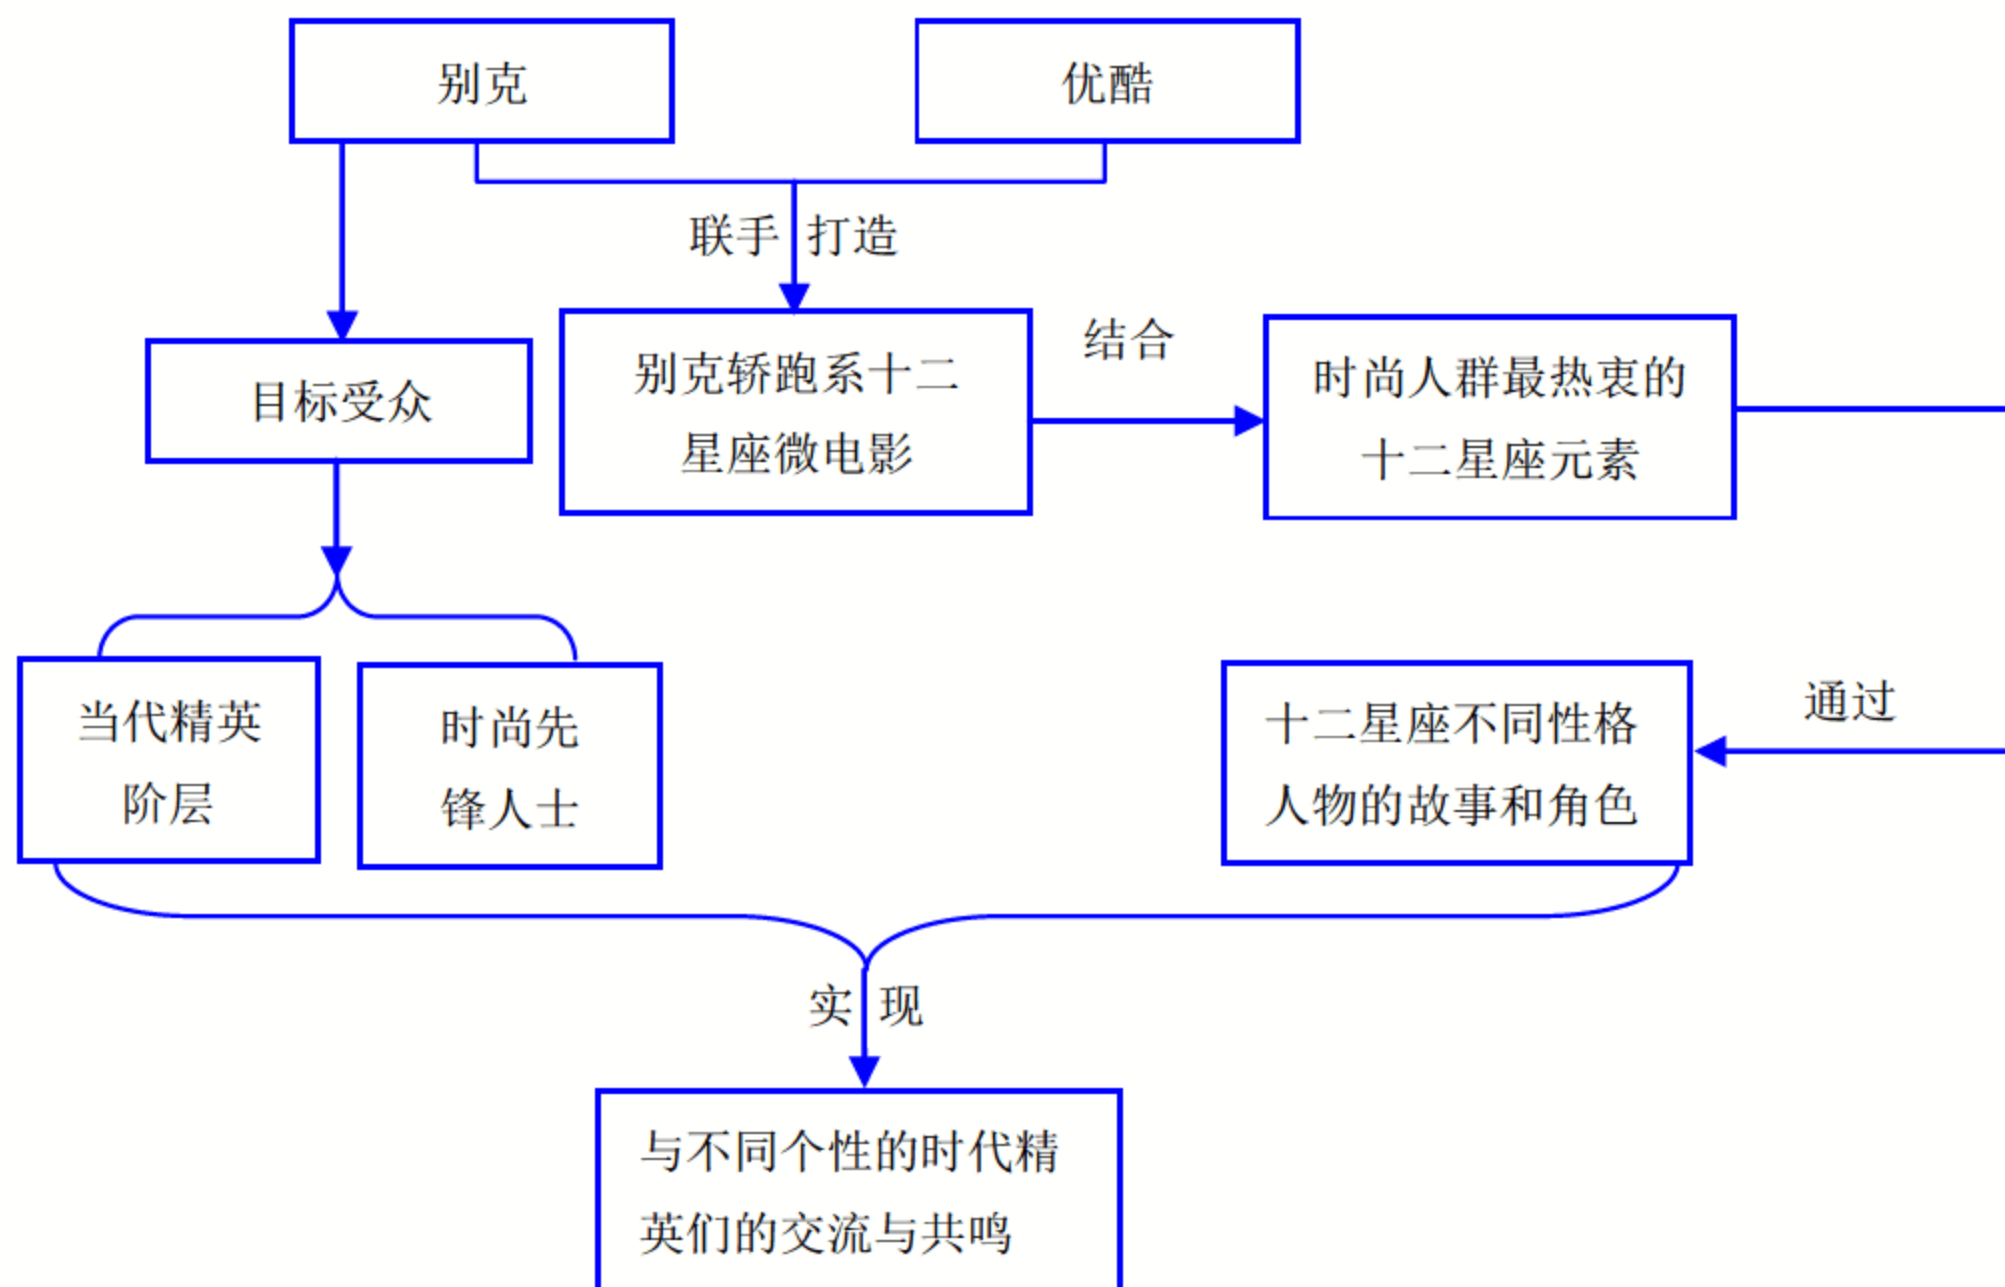 别克
优酷
联手 打造
目标受众
别克轿跑系十二
星座微电影
结合
时尚人群最热衷的
十二星座元素
当代精英
阶层
时尚先
锋人士
十二星座不同性格
人物的故事和角色
通过
实 现
与不同个性的时代精
英们的交流与共鸣